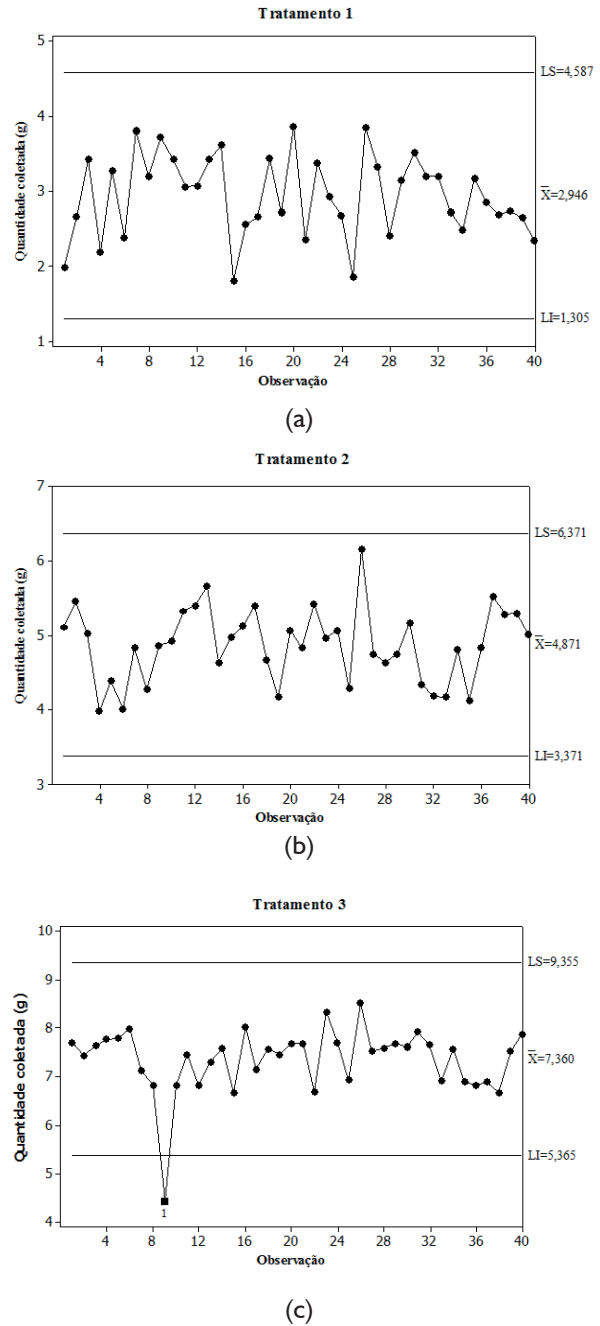 Tratamento 1
Quantidade coletada (g)
5
4
3
2
1
LS=4,587
X̅=2,946
LI=1,305
4 8 12 16 20 24 28 32 36 40
Observação
(a)
Tratamento 2
Quantidade coletada (g)
7
6
5
4
3
LS=6,371
X̅=4,871
LI=3,371
4 8 12 16 20 24 28 32 36 40
Observação
(b)
Tratamento 3
Quantidade coletada (g)
10
9
8
7
6
5
4
LS=9,355
X̅=7,360
LI=5,365
1
4 8 12 16 20 24 28 32 36 40
Observação
(c)